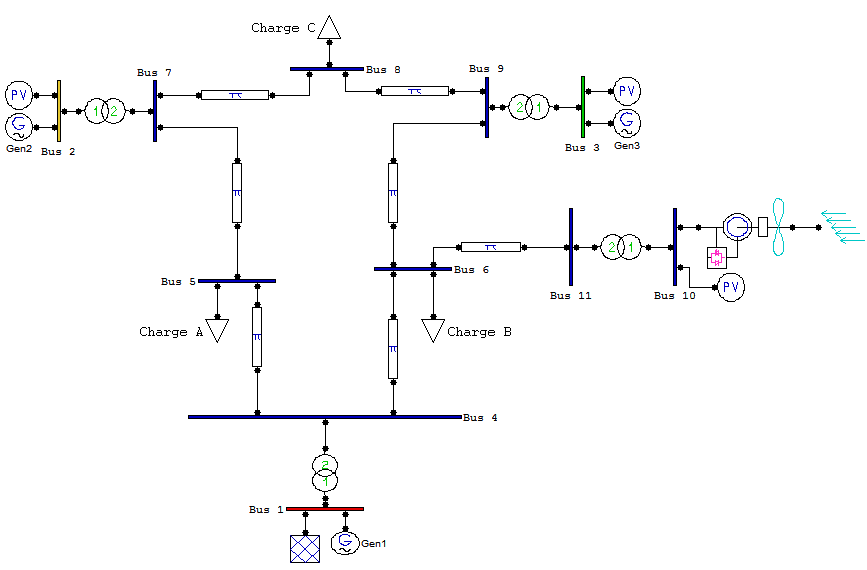 Charge C
Bus 8
Bus 7
Bus 9
PV
π
π
PV
1 2
2 1
G
G
Gen2
Bus 2
Bus 3
Gen3
π
π
π
2 1
Bus 5
Bus 6
PV
Bus 11
Bus 10
Charge A
π
π
Charge B
Bus 4
2
1
Bus 1
G
Gen1